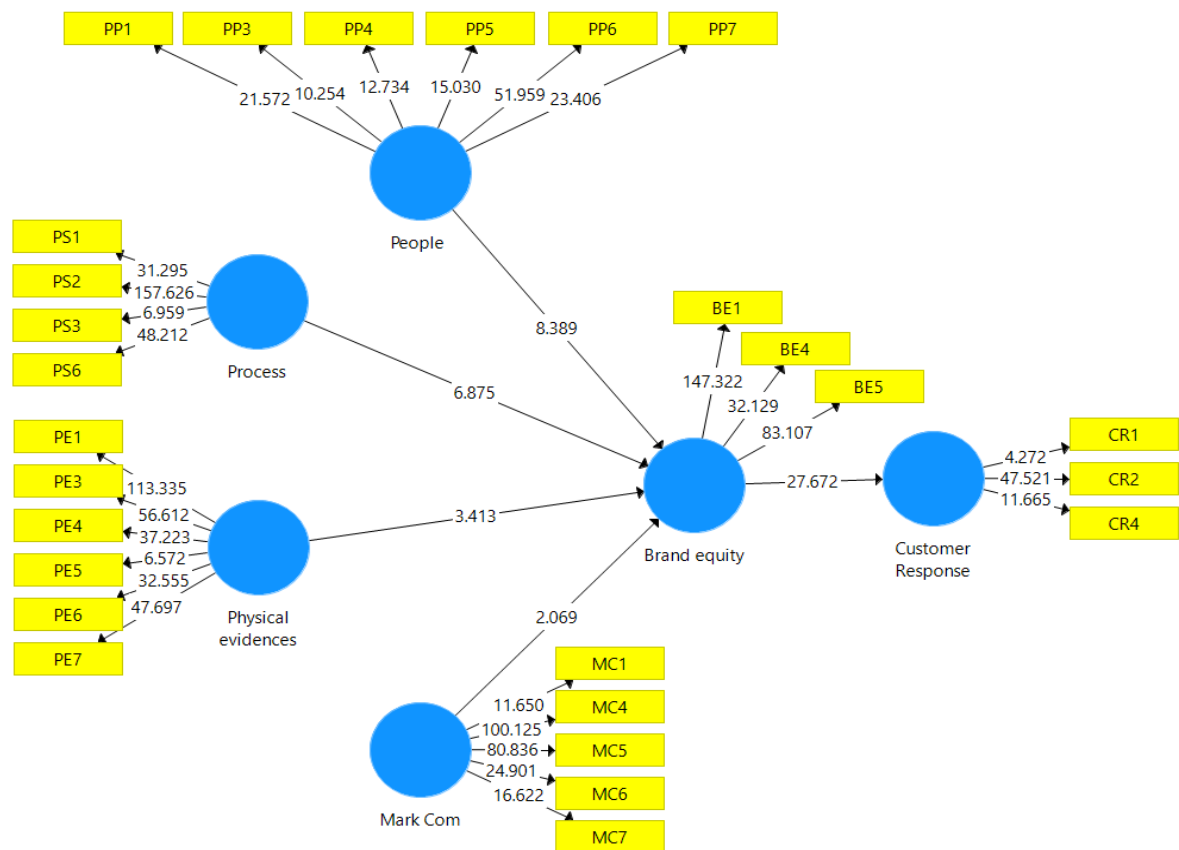 PP1 PP3 PP4 PP5 PP6 PP7
21.572 10.254 12.734 15.030 51.959 23.406
People
PS1
PS2
PS3
PS6
31.295
157.626
6.959
48.212
Process
PE1
PE3
PE4
PE5
PE6
PE7
113.335
56.612
37.223
6.572
32.555
47.697
Physical
evidences
8.389
6.875
3.413
2.069
BE1
BE4
BE5
147.322
32.129
83.107
Brand equity
27.672
Customer
Response
4.272
47.521
11.665
CR1
CR2
CR4
Mark Com
11.650
100.125
80.836
24.901
16.622
MC1
MC4
MC5
MC6
MC7